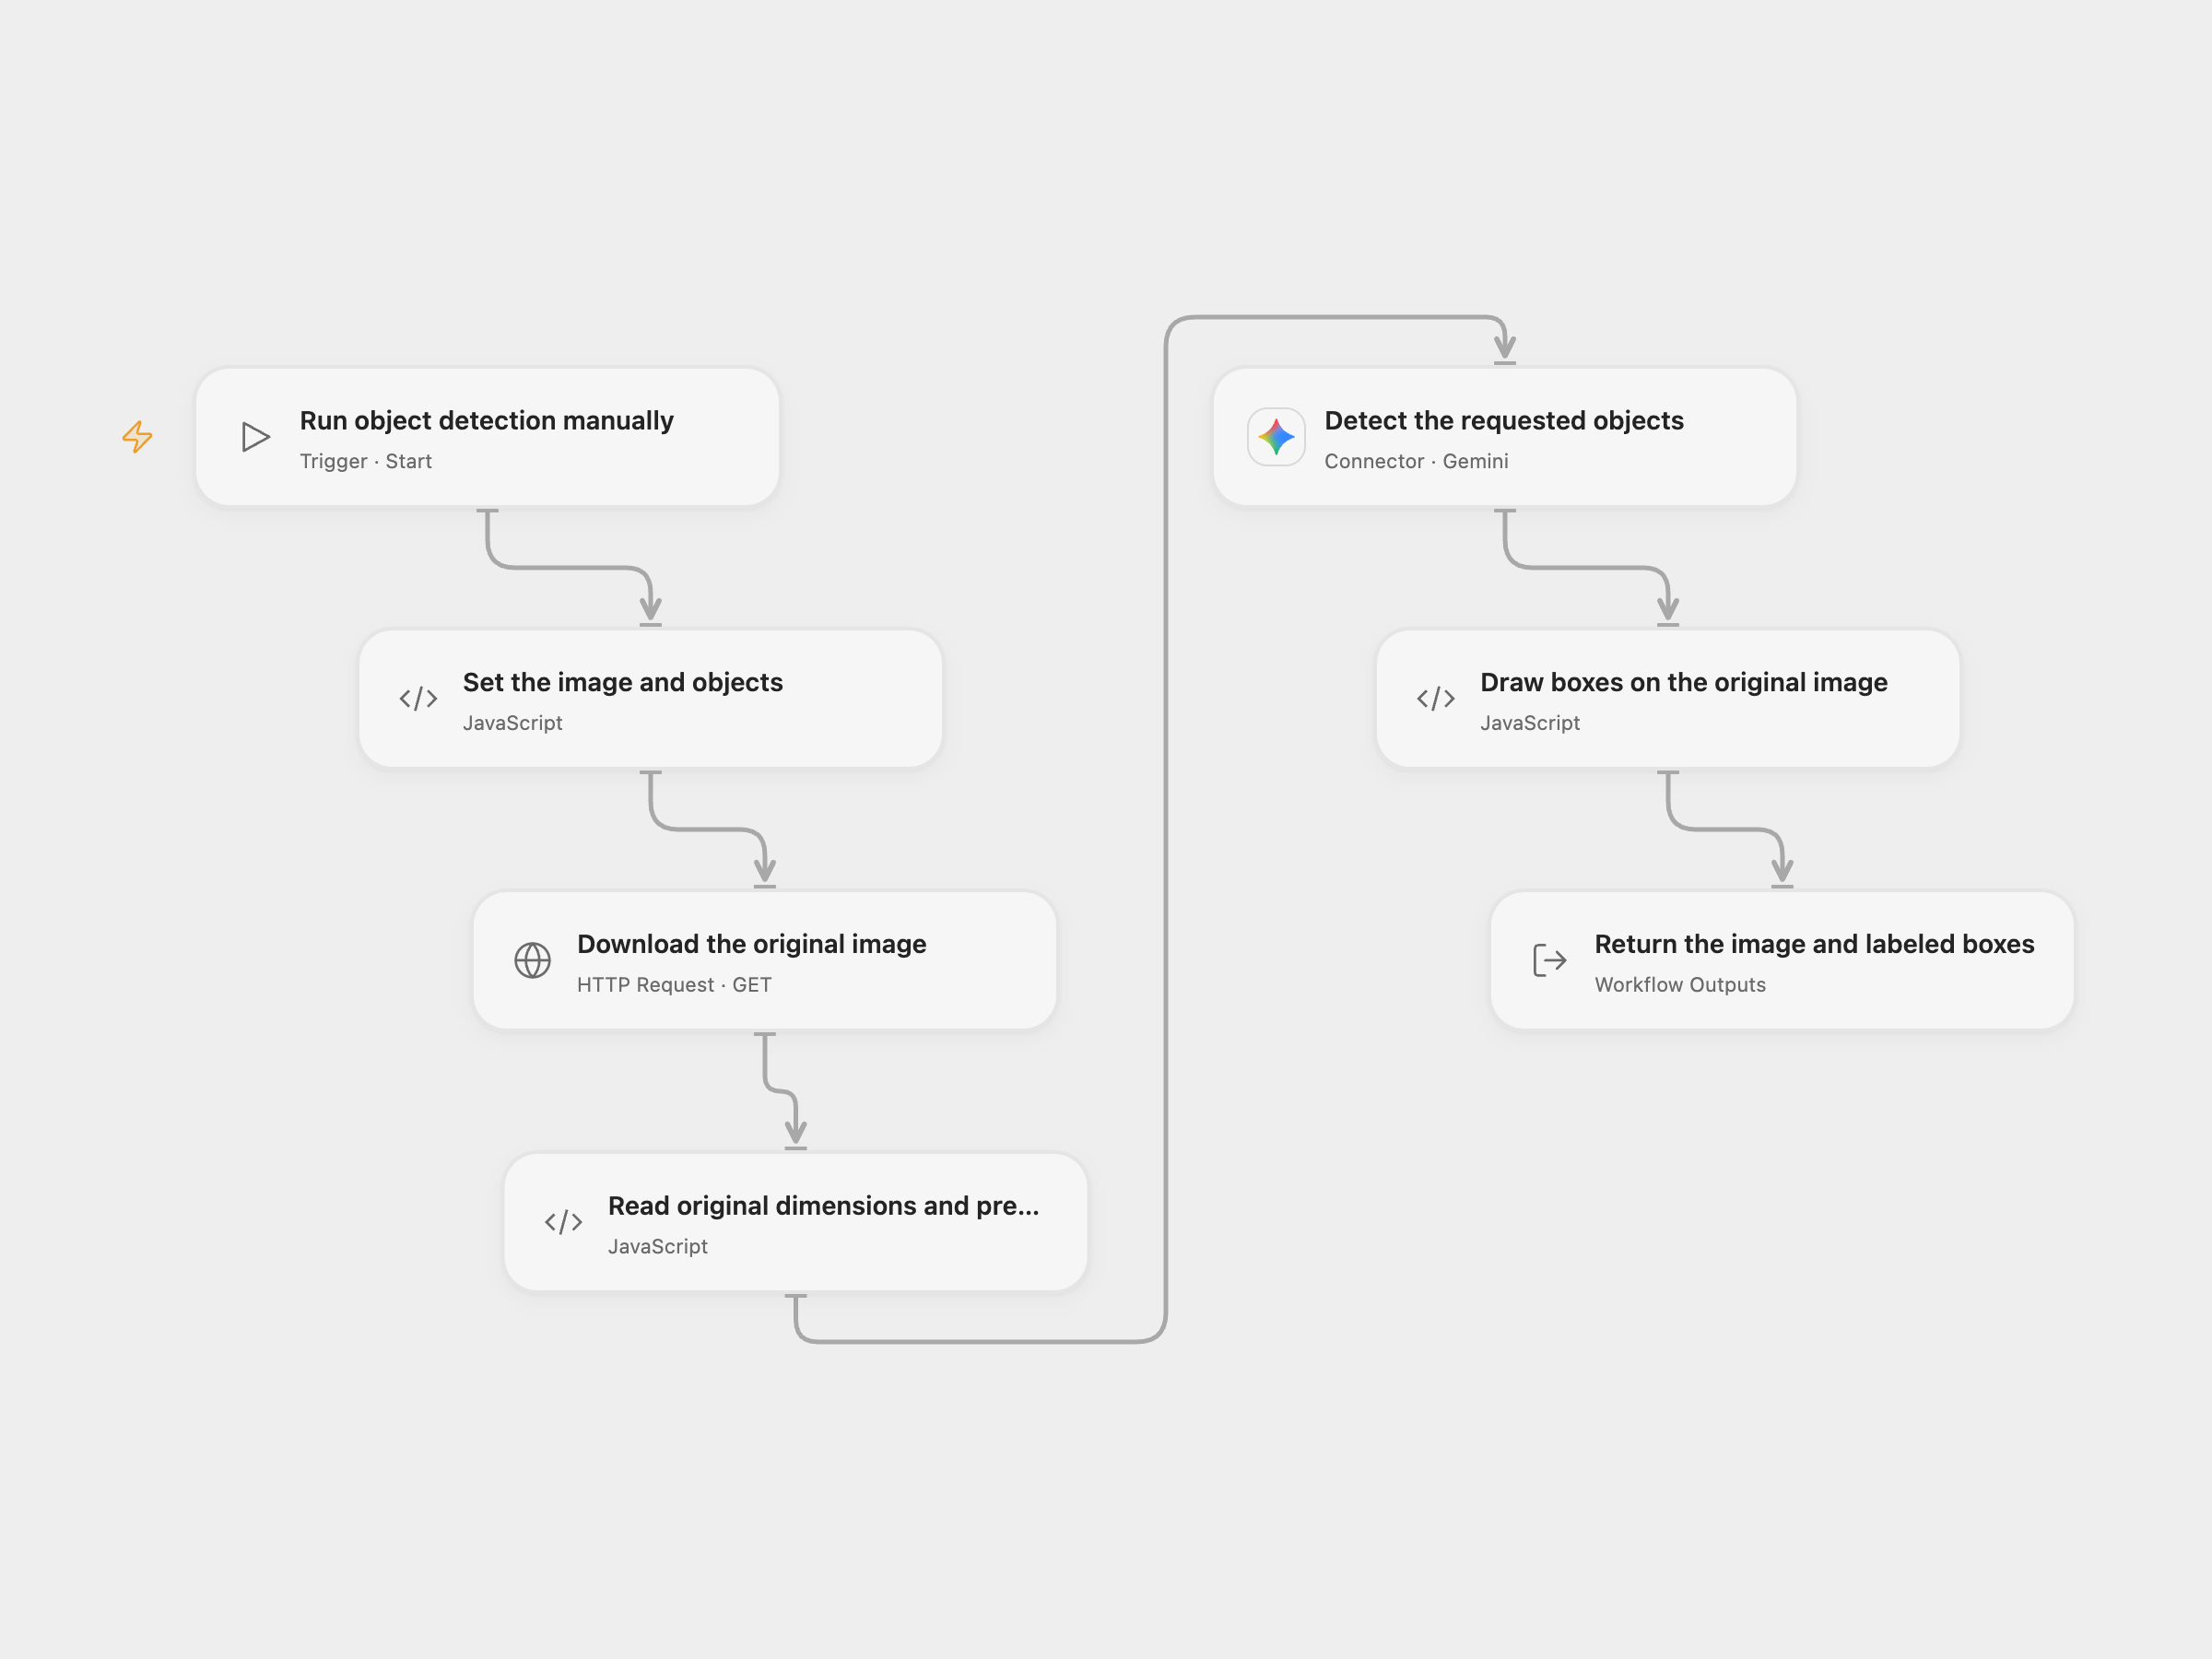 Run object detection manually
Trigger · Start
Set the image and objects
JavaScript
Download the original image
HTTP Request · GET
Read original dimensions and pre...
JavaScript
Detect the requested objects
Connector · Gemini
Draw boxes on the original image
JavaScript
Return the image and labeled boxes
Workflow Outputs